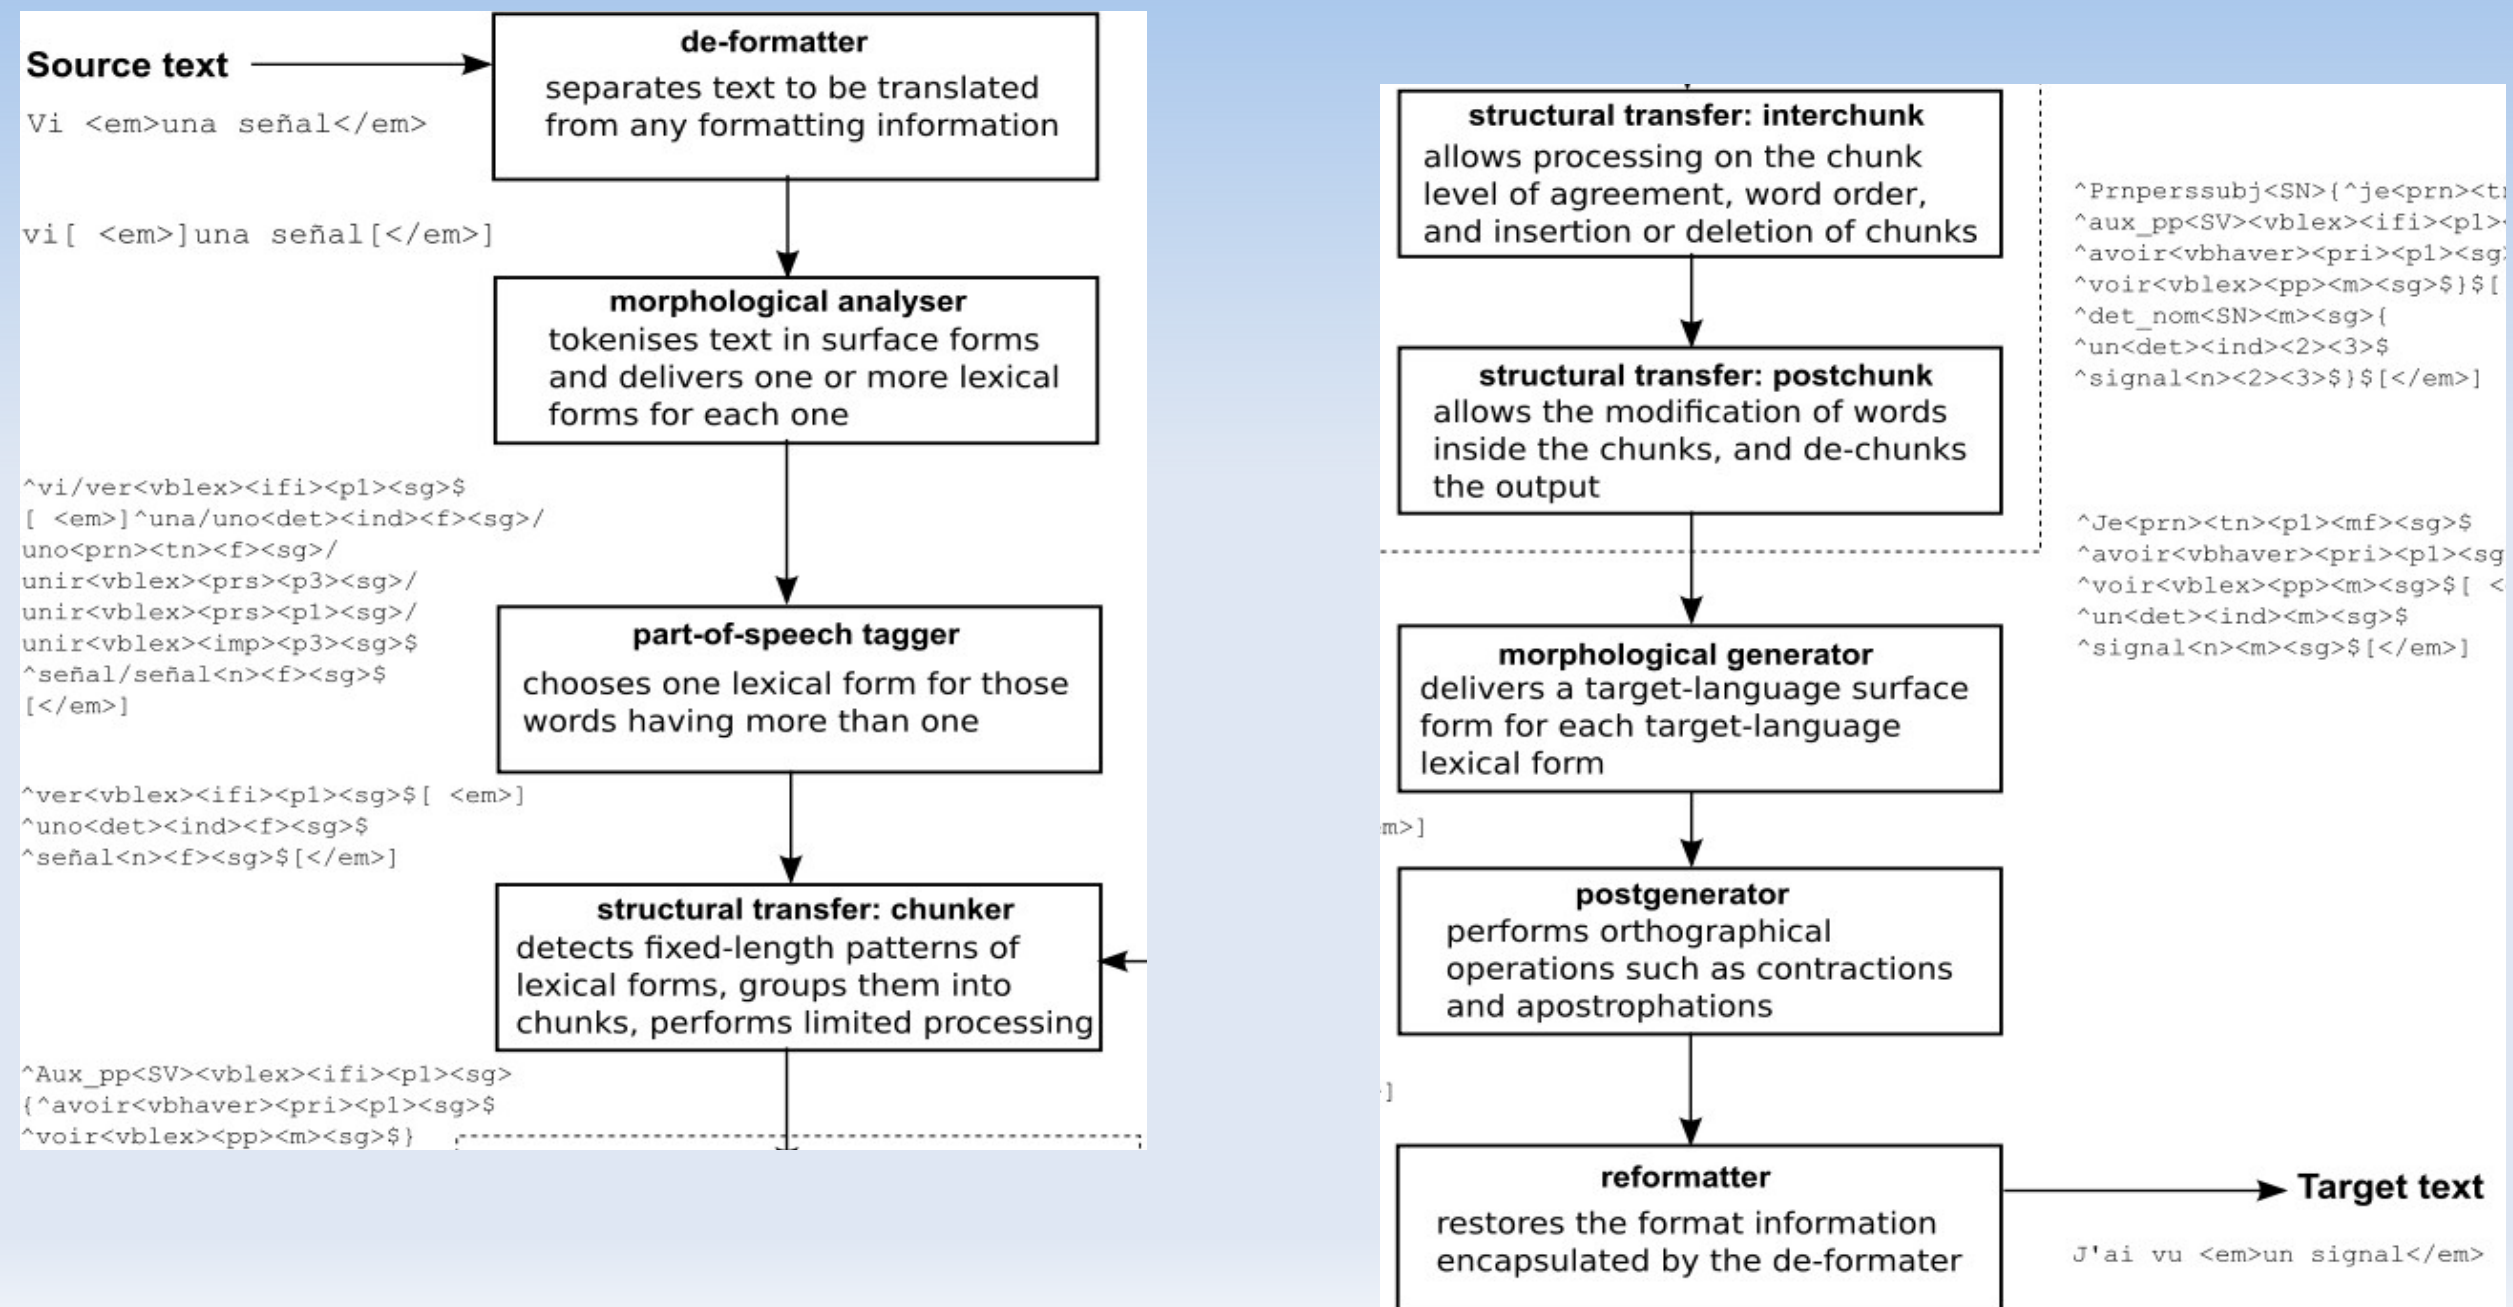 Source text
Vi <em>una señal</em>
de-formatter
separates text to be translated
from any formatting information
vi[ <em>]una señal[</em>]
morphological analyser
tokenises text in surface forms
and delivers one or more lexical
forms for each one
^vi/ver<vblex><ifi><p1><sg>$
[ <em>]^una/uno<det><ind><f><sg>/
uno<prn><tn><f><sg>/
unir<vblex><prs><p3><sg>/
unir<vblex><prs><p1><sg>/
unir<vblex><imp><p3><sg>$
^señal/señal<n><f><sg>$
[</em>]
part-of-speech tagger
chooses one lexical form for those
words having more than one
^ver<vblex><ifi><p1><sg>$[ <em>]
^uno<det><ind><f><sg>$
^señal<n><f><sg>$[</em>]
structural transfer: chunker
detects fixed-length patterns of
lexical forms, groups them into
chunks, performs limited processing
^Aux_pp<SV><vblex><ifi><p1><sg>
{^avoir<vbhaver><pri><p1><sg>$
^voir<vblex><pp><m><sg>$}
structural transfer: interchunk
allows processing on the chunk
level of agreement, word order,
and insertion or deletion of chunks
^Prnperssubj<SN>{^je<prn><t
^aux_pp<SV><vblex><ifi><p1>
^avoir<vbhaver><pri><p1><sg>
^voir<vblex><pp><m><sg>$}$[
^det_nom<SN><m><sg>{
^un<det><ind><2><3>$
^signal<n><2><3>$}$[</em>]
structural transfer: postchunk
allows the modification of words
inside the chunks, and de-chunks
the output
^Je<prn><tn><p1><mf><sg>$
^avoir<vbhaver><pri><p1><sg
^voir<vblex><pp><m><sg>$[ <
^un<det><ind><m><sg>$
^signal<n><m><sg>$[</em>]
morphological generator
delivers a target-language surface
form for each target-language
lexical form
m>]
postgenerator
performs orthographical
operations such as contractions
and apostrophations
]
reformatter
restores the format information
encapsulated by the de-formater
Target text
J'ai vu <em>un signal</em>